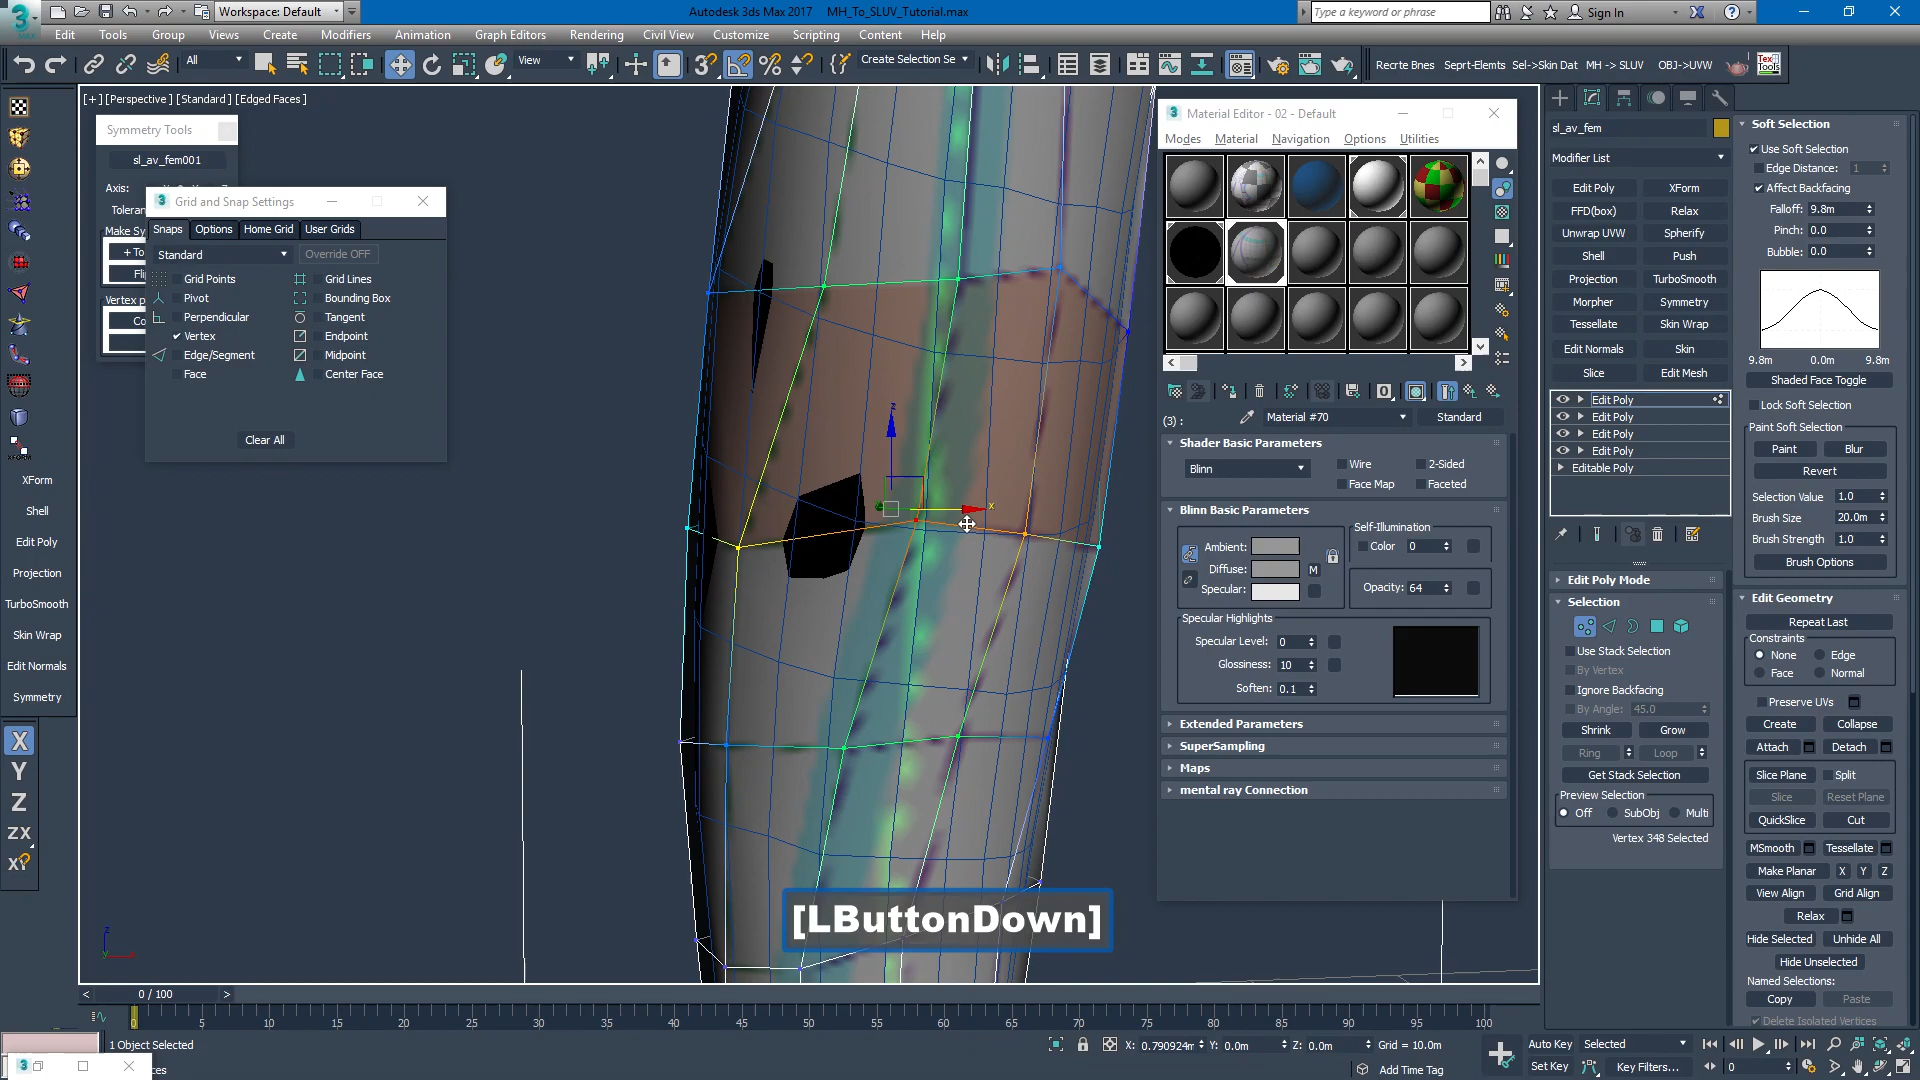 Autodesk 3ds Max 2017    MH_To_SLUV_Tutorial.max
Workspace: Default
Type a keyword or phrase
Sign In
Edit Tools Group Views Create Modifiers Animation Graph Editors Rendering Civil View Customize Scripting Content Help
All
View
Create Selection Se
Recrte Bnes Seprt-Elemts Sel->Skin Dat MH -> SLUV OBJ->UVW
[+] [Perspective] [Standard] [Edged Faces]
Symmetry Tools
sl_av_fem001
Axis:
Toleran
Make Sy
+ To
Flip
Vertex p
Co
Grid and Snap Settings
Snaps Options Home Grid User Grids
Standard
Override OFF
Grid Points Grid Lines
Pivot Bounding Box
Perpendicular Tangent
Vertex Endpoint
Edge/Segment Midpoint
Face Center Face
Clear All
XForm
Shell
Edit Poly
Projection
TurboSmooth
Skin Wrap
Edit Normals
Symmetry
X
Y
Z
ZX
XY
z
x
[LButtonDown]
Material Editor - 02 - Default
Modes Material Navigation Options Utilities
(3) :
Material #70
Standard
Shader Basic Parameters
Blinn
Wire 2-Sided
Face Map Faceted
Blinn Basic Parameters
Self-Illumination
Ambient:
Color 0
Diffuse:
M
Specular:
Opacity: 64
Specular Highlights
Specular Level: 0
Glossiness: 10
Soften: 0.1
Extended Parameters
SuperSampling
Maps
mental ray Connection
sl_av_fem
Modifier List
Edit Poly XForm
FFD(box) Relax
Unwrap UVW Spherify
Shell Push
Projection TurboSmooth
Morpher Symmetry
Tessellate Skin Wrap
Edit Normals Skin
Slice Edit Mesh
Edit Poly
Edit Poly
Edit Poly
Edit Poly
Editable Poly
Edit Poly Mode
Selection
Use Stack Selection
By Vertex
Ignore Backfacing
By Angle: 45.0
Shrink Grow
Ring Loop
Get Stack Selection
Preview Selection
Off SubObj Multi
Vertex 348 Selected
Soft Selection
Use Soft Selection
Edge Distance: 1
Affect Backfacing
Falloff: 9.8m
Pinch: 0.0
Bubble: 0.0
9.8m 0.0m 9.8m
Shaded Face Toggle
Lock Soft Selection
Paint Soft Selection
Paint Blur
Revert
Selection Value 1.0
Brush Size 20.0m
Brush Strength 1.0
Brush Options
Edit Geometry
Repeat Last
Constraints
None Edge
Face Normal
Preserve UVs
Create Collapse
Attach Detach
Slice Plane Split
Slice Reset Plane
QuickSlice Cut
MSmooth Tessellate
Make Planar X Y Z
View Align Grid Align
Relax
Hide Selected Unhide All
Hide Unselected
Named Selections:
Copy Paste
Delete Isolated Vertices
< 0 / 100 >
0 5 10 15 20 25 30 35 40 45 50 55 60 65 70 75 80 85 90 95 100
1 Object Selected
X: 0.790924m Y: 0.0m Z: 0.0m Grid = 10.0m
Add Time Tag
Auto Key Selected
Set Key Key Filters...
0